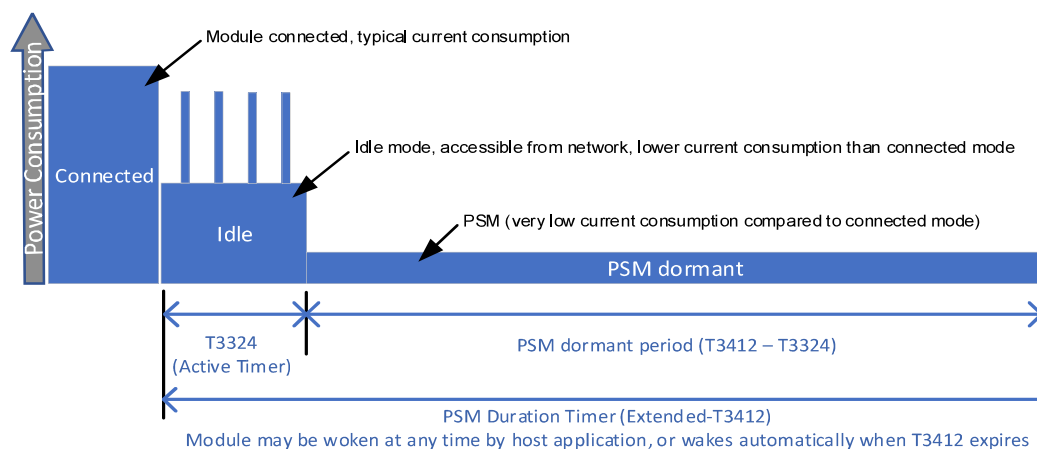 Power Consumption
Module connected, typical current consumption
Connected
Idle mode, accessible from network, lower current consumption than connected mode
Idle
PSM (very low current consumption compared to connected mode)
PSM dormant
T3324
(Active Timer)
PSM dormant period (T3412 – T3324)
PSM Duration Timer (Extended-T3412)
Module may be woken at any time by host application, or wakes automatically when T3412 expires